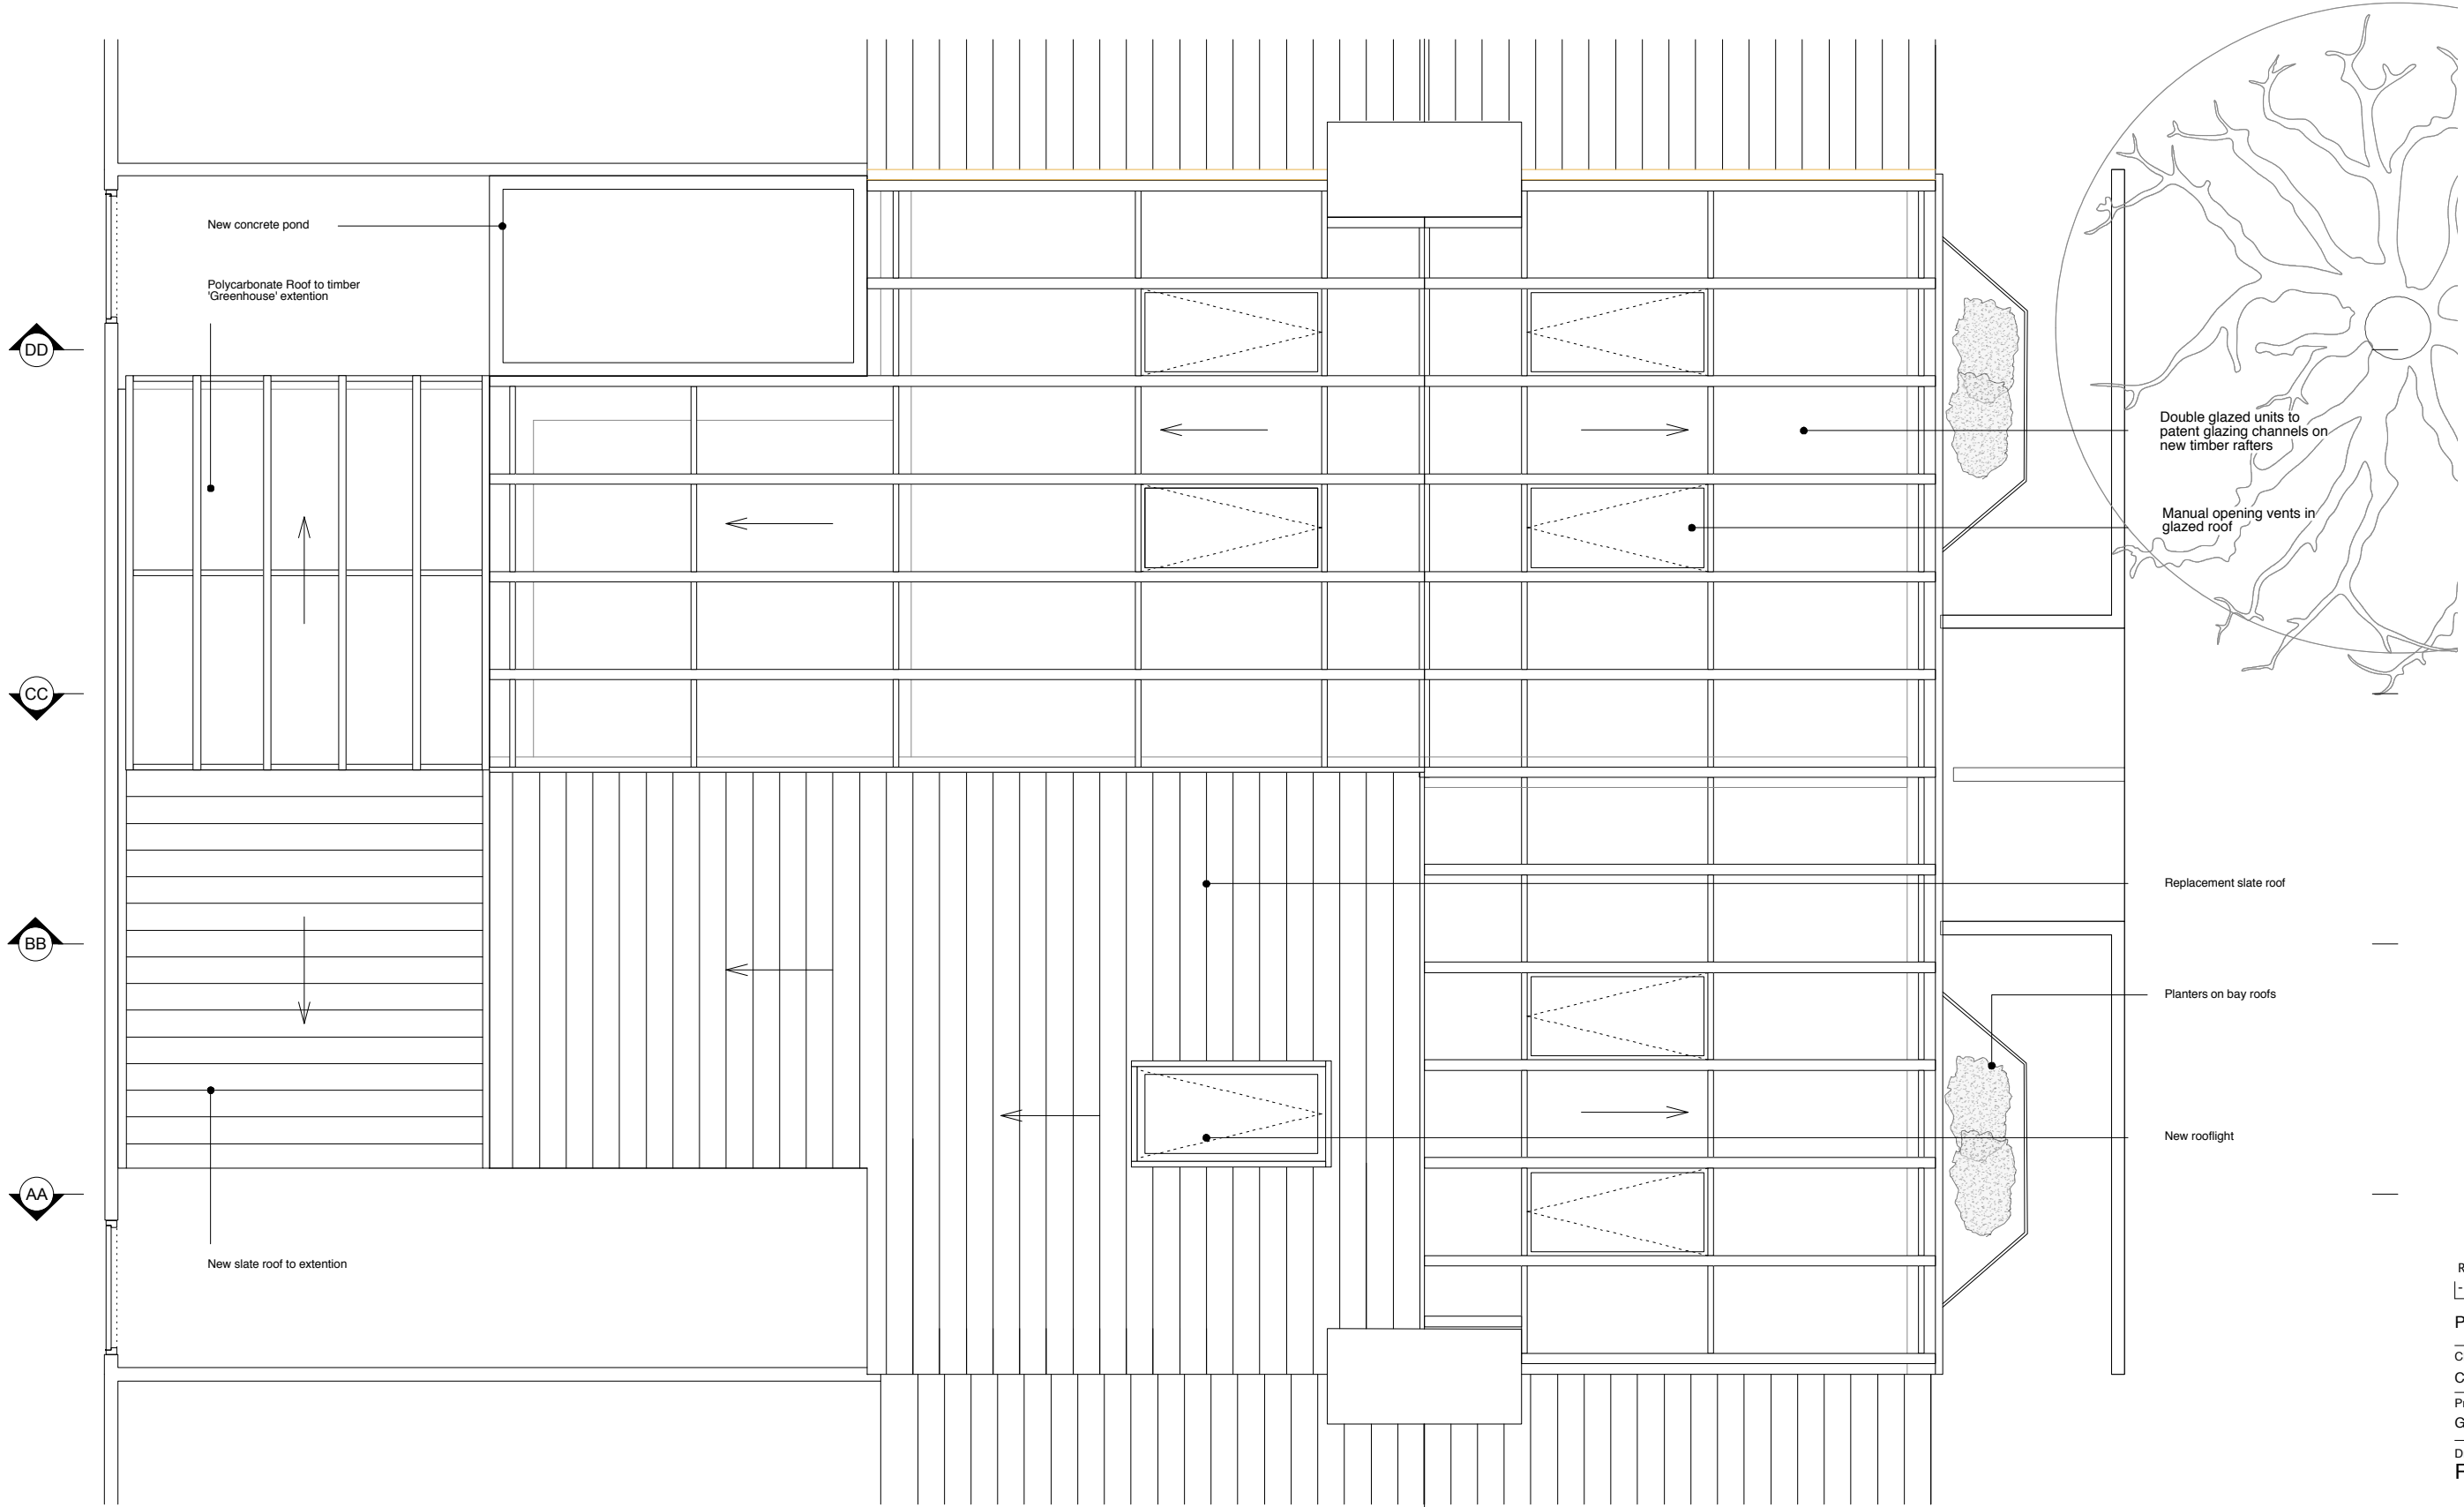 New concrete pond
Polycarbonate Roof to timber
'Greenhouse' extention
DD
Double glazed units to
patent glazing channels on
new timber rafters
Manual opening vents in
glazed roof
CC
Replacement slate roof
BB
Planters on bay roofs
New rooflight
AA
New slate roof to extention